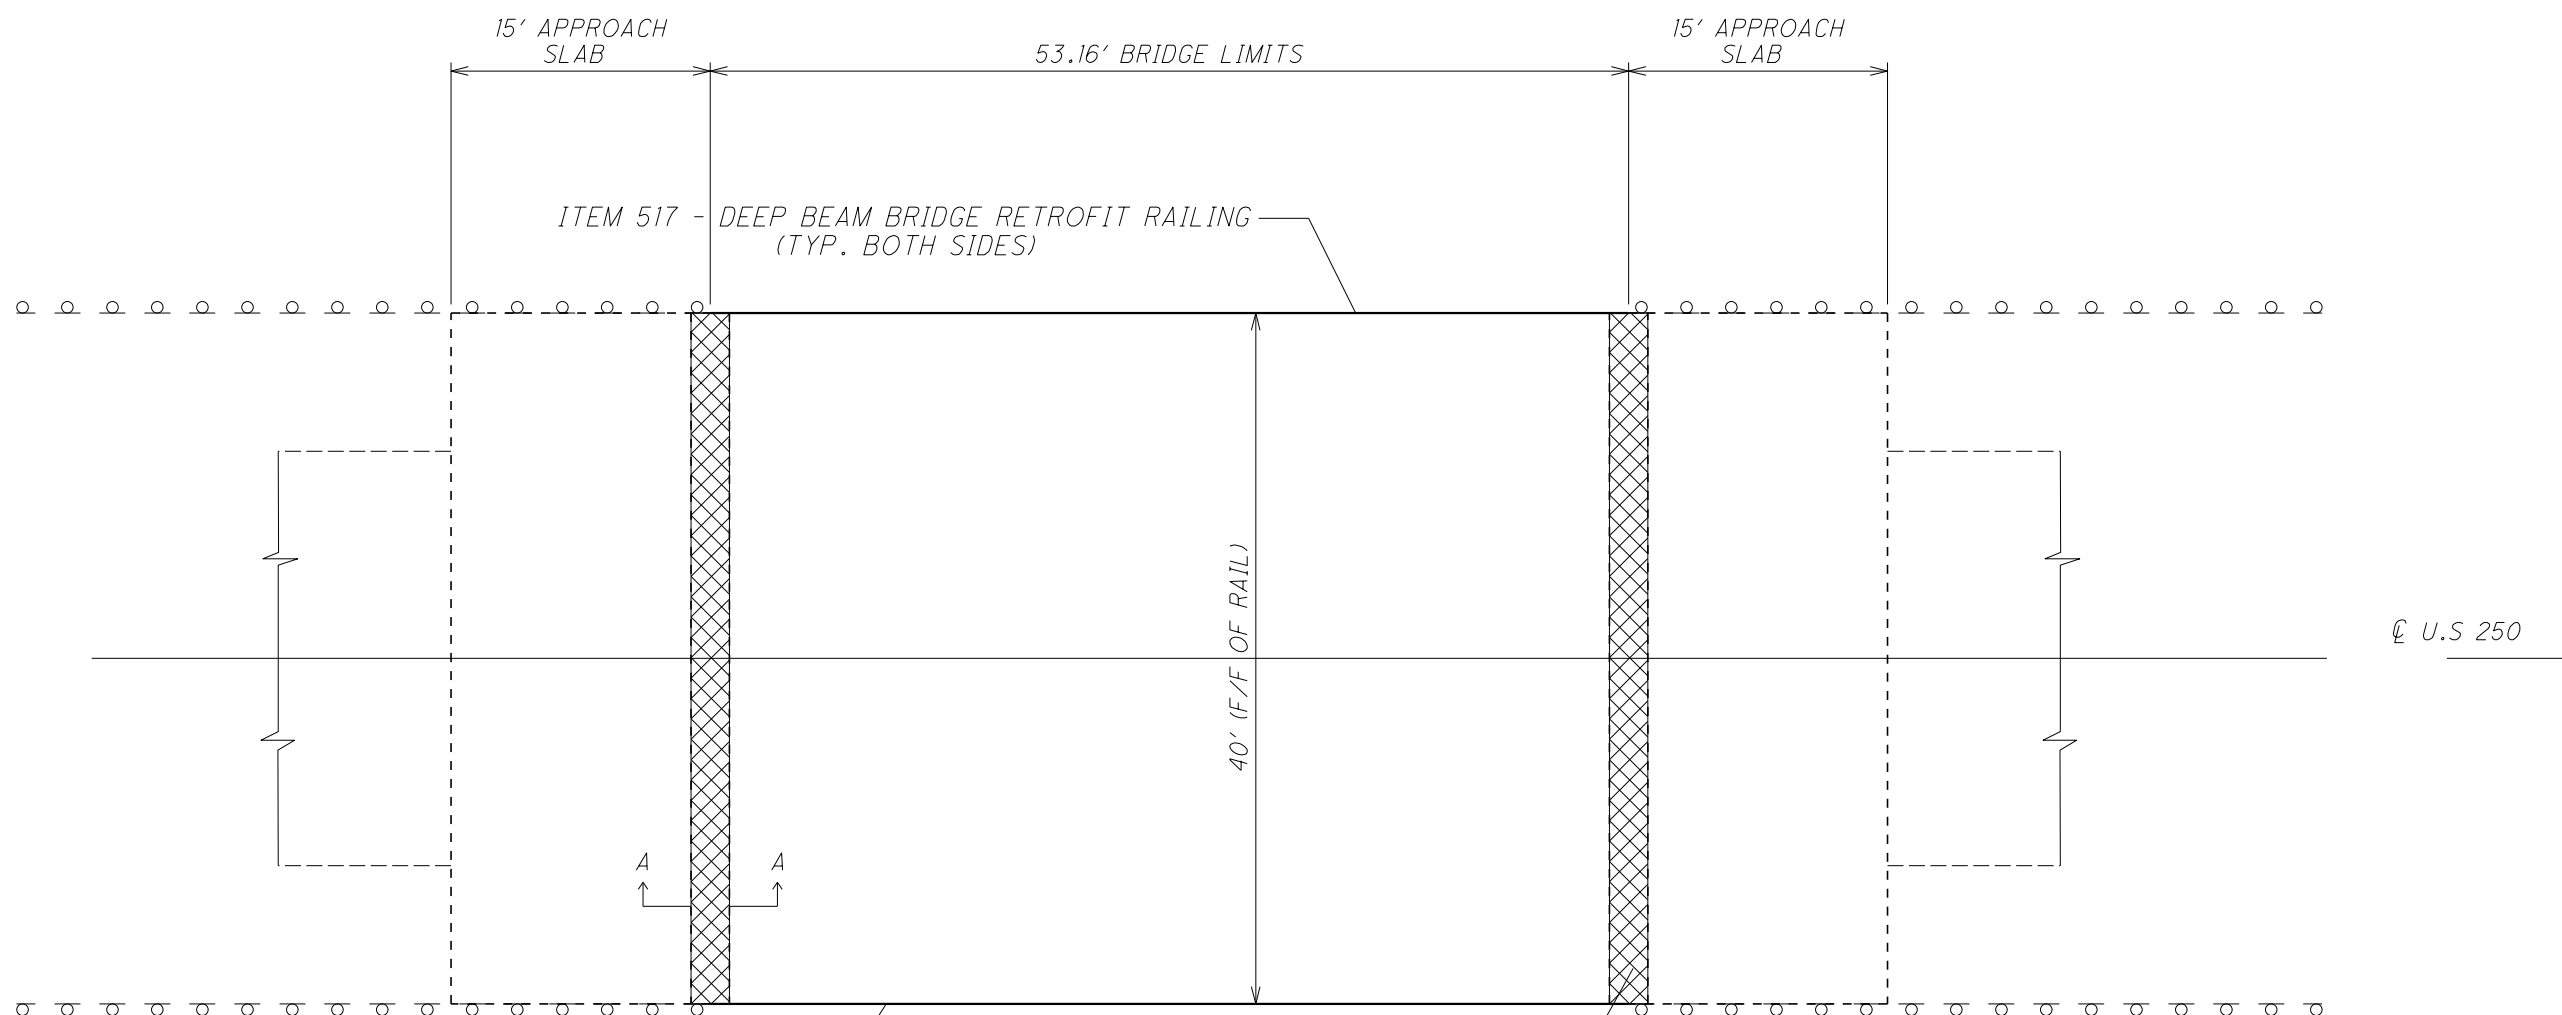 15' APPROACH
SLAB
53.16' BRIDGE LIMITS
15' APPROACH
SLAB
ITEM 517 - DEEP BEAM BRIDGE RETROFIT RAILING
(TYP. BOTH SIDES)
40' (F/F OF RAIL)
℄ U.S 250
A
A